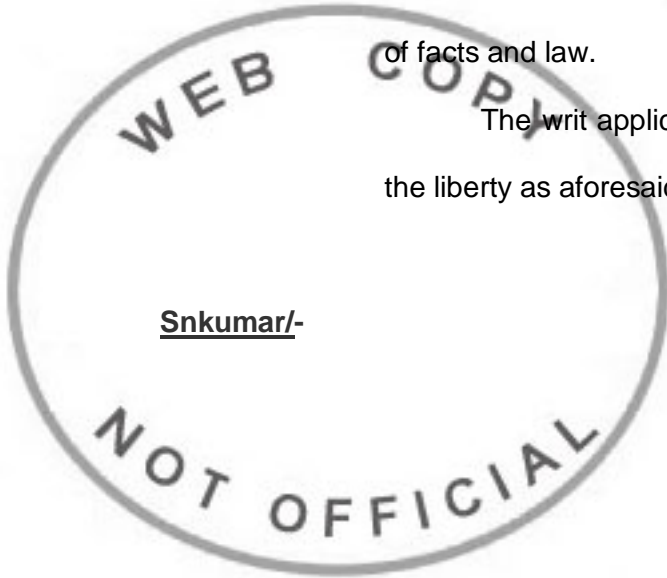 WEB COPY
of facts and law.
The writ applic
the liberty as aforesaid
Snkumar/-
NOT OFFICIAL